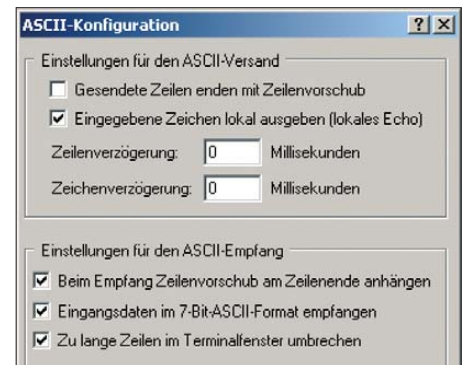 ASCII-Konfiguration
Einstellungen für den ASCII-Versand
Gesendete Zeilen enden mit Zeilenvorschub
Eingegebene Zeichen lokal ausgeben (lokales Echo)
Zeilenverzögerung: 0 Millisekunden
Zeichenverzögerung: 0 Millisekunden
Einstellungen für den ASCII-Empfang
Beim Empfang Zeilenvorschub am Zeilenende anhängen
Eingangsdaten im 7-Bit-ASCII-Format empfangen
Zu lange Zeilen im Terminalfenster umbrechen